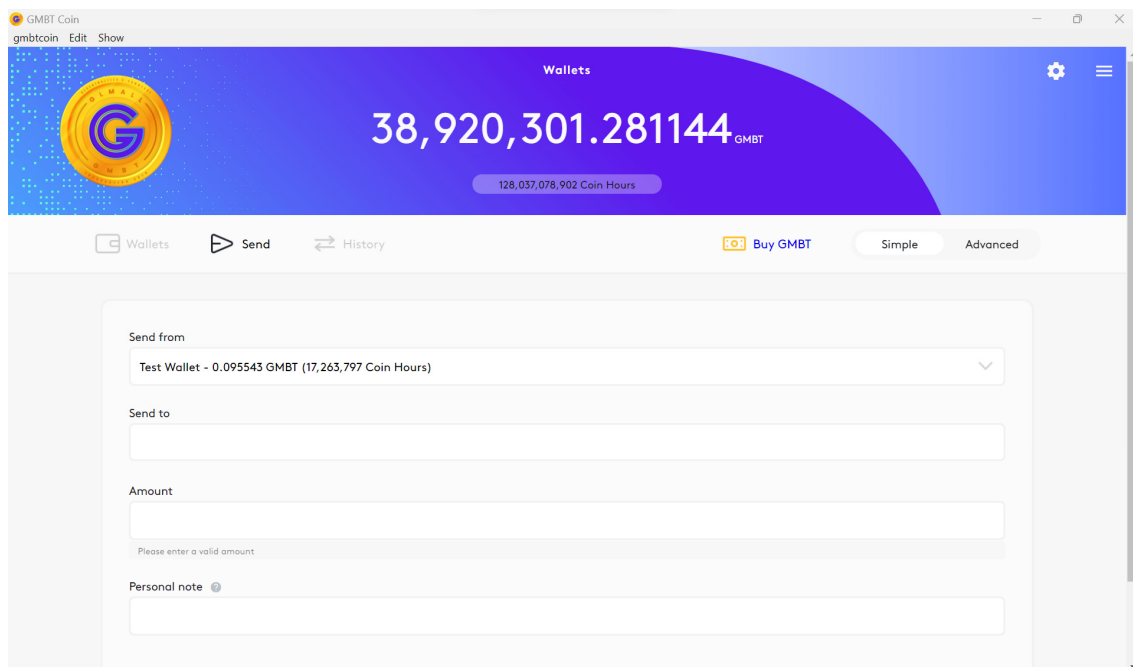 GMBT Coin
gmbtcoin Edit Show
Wallets
GLMALL
G
GMBT
38,920,301.281144 GMBT
128,037,078,902 Coin Hours
Wallets Send History Buy GMBT Simple Advanced
Send from
Test Wallet - 0.095543 GMBT (17,263,797 Coin Hours)
Send to
Amount
Please enter a valid amount
Personal note ?